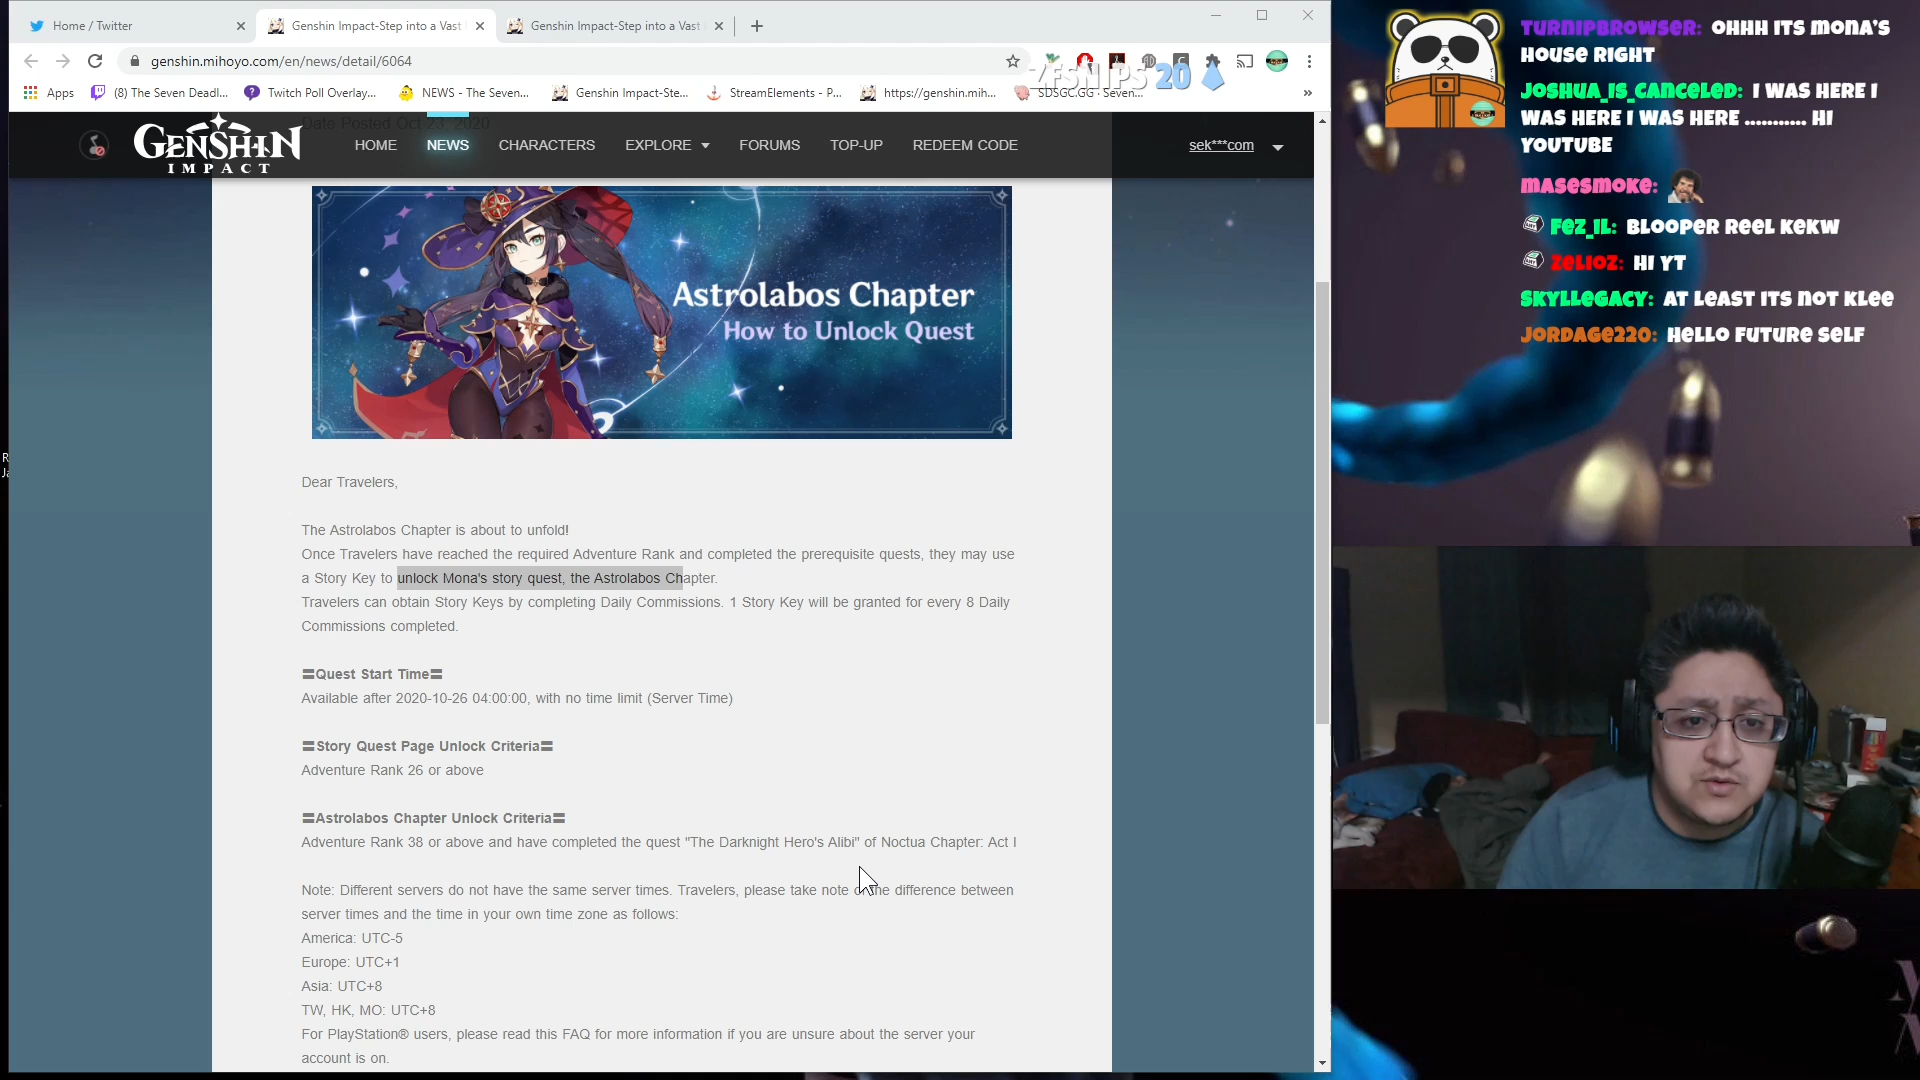 Home / Twitter
Genshin Impact-Step into a Vast
Genshin Impact-Step into a Vast
genshin.mihoyo.com/en/news/detail/6064
ZESNIPS 20
Apps
(8) The Seven Deadl...
Twitch Poll Overlay...
NEWS - The Seven...
Genshin Impact-Ste...
StreamElements - P...
https://genshin.mih...
SDSGC.GG · Seven...
Date Posted Oct 23, 2020
GENSHIN
IMPACT
HOME
NEWS
CHARACTERS
EXPLORE
FORUMS
TOP-UP
REDEEM CODE
sek***com
Astrolabos Chapter
How to Unlock Quest
Dear Travelers,
The Astrolabos Chapter is about to unfold!
Once Travelers have reached the required Adventure Rank and completed the prerequisite quests, they may use
a Story Key to unlock Mona's story quest, the Astrolabos Chapter.
Travelers can obtain Story Keys by completing Daily Commissions. 1 Story Key will be granted for every 8 Daily
Commissions completed.
〓Quest Start Time〓
Available after 2020-10-26 04:00:00, with no time limit (Server Time)
〓Story Quest Page Unlock Criteria〓
Adventure Rank 26 or above
〓Astrolabos Chapter Unlock Criteria〓
Adventure Rank 38 or above and have completed the quest "The Darknight Hero's Alibi" of Noctua Chapter: Act I
Note: Different servers do not have the same server times. Travelers, please take note of the difference between
server times and the time in your own time zone as follows:
America: UTC-5
Europe: UTC+1
Asia: UTC+8
TW, HK, MO: UTC+8
For PlayStation® users, please read this FAQ for more information if you are unsure about the server your
account is on.
TURNIPBROWSER: OHHH ITS MONA'S
HOUSE RIGHT
JOSHUA_IS_CANCELED: I WAS HERE I
WAS HERE I WAS HERE ........... HI
YOUTUBE
MASESMOKE:
FEZ_IL: BLOOPER REEL KEKW
ZELIOZ: HI YT
SKYLLEGACY: AT LEAST ITS NOT KLEE
JORDAGE220: HELLO FUTURE SELF